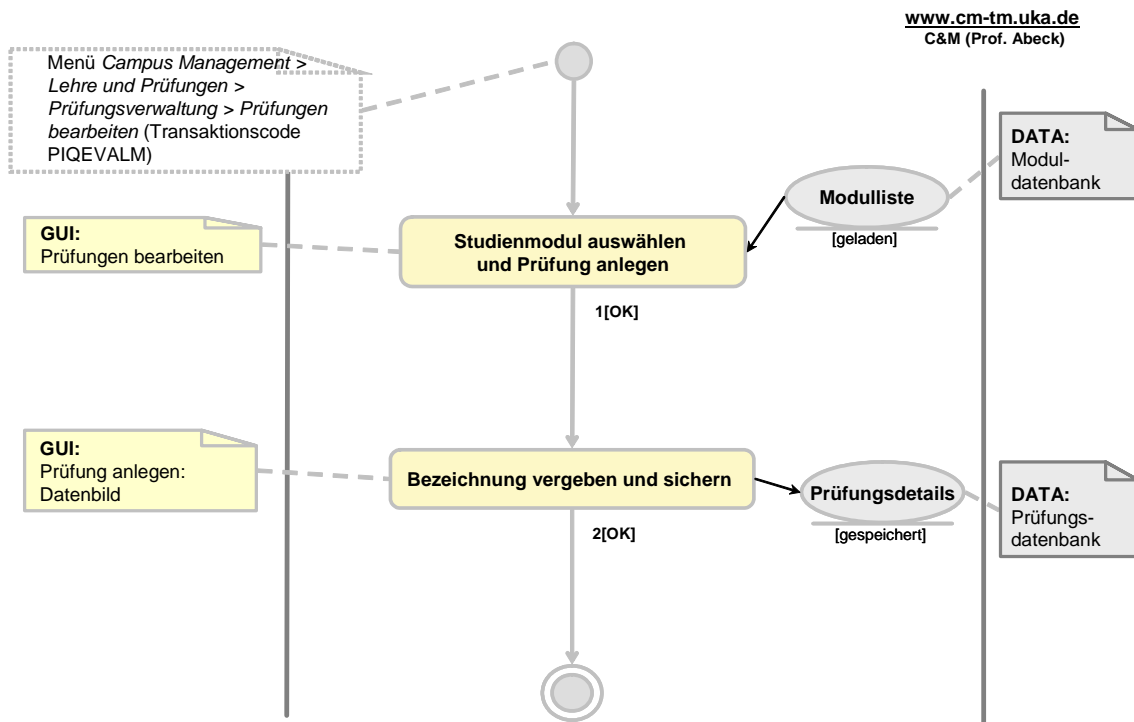 www.cm-tm.uka.de
C&M (Prof. Abeck)
Menü Campus Management >
Lehre und Prüfungen >
Prüfungsverwaltung > Prüfungen
bearbeiten (Transaktionscode
PIQEVALM)
DATA:
Modul-
datenbank
Modulliste
[geladen]
GUI:
Prüfungen bearbeiten
Studienmodul auswählen
und Prüfung anlegen
1[OK]
GUI:
Prüfung anlegen:
Datenbild
Bezeichnung vergeben und sichern
Prüfungsdetails
[gespeichert]
DATA:
Prüfungs-
datenbank
2[OK]